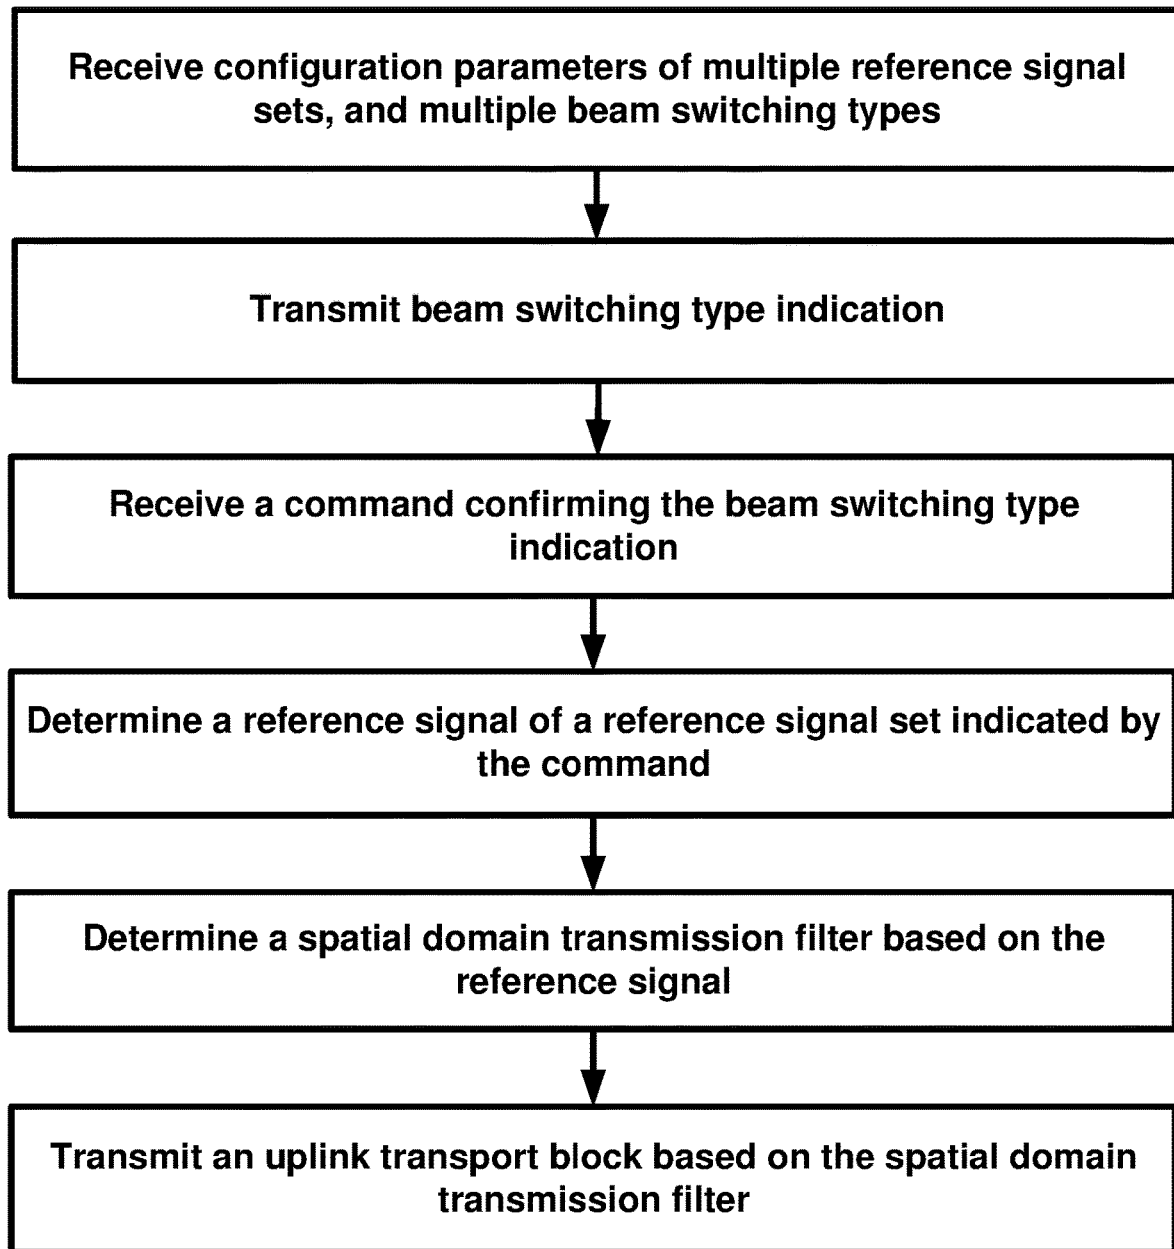 Receive configuration parameters of multiple reference signal
sets, and multiple beam switching types
Transmit beam switching type indication
Receive a command confirming the beam switching type
indication
Determine a reference signal of a reference signal set indicated by
the command
Determine a spatial domain transmission filter based on the
reference signal
Transmit an uplink transport block based on the spatial domain
transmission filter